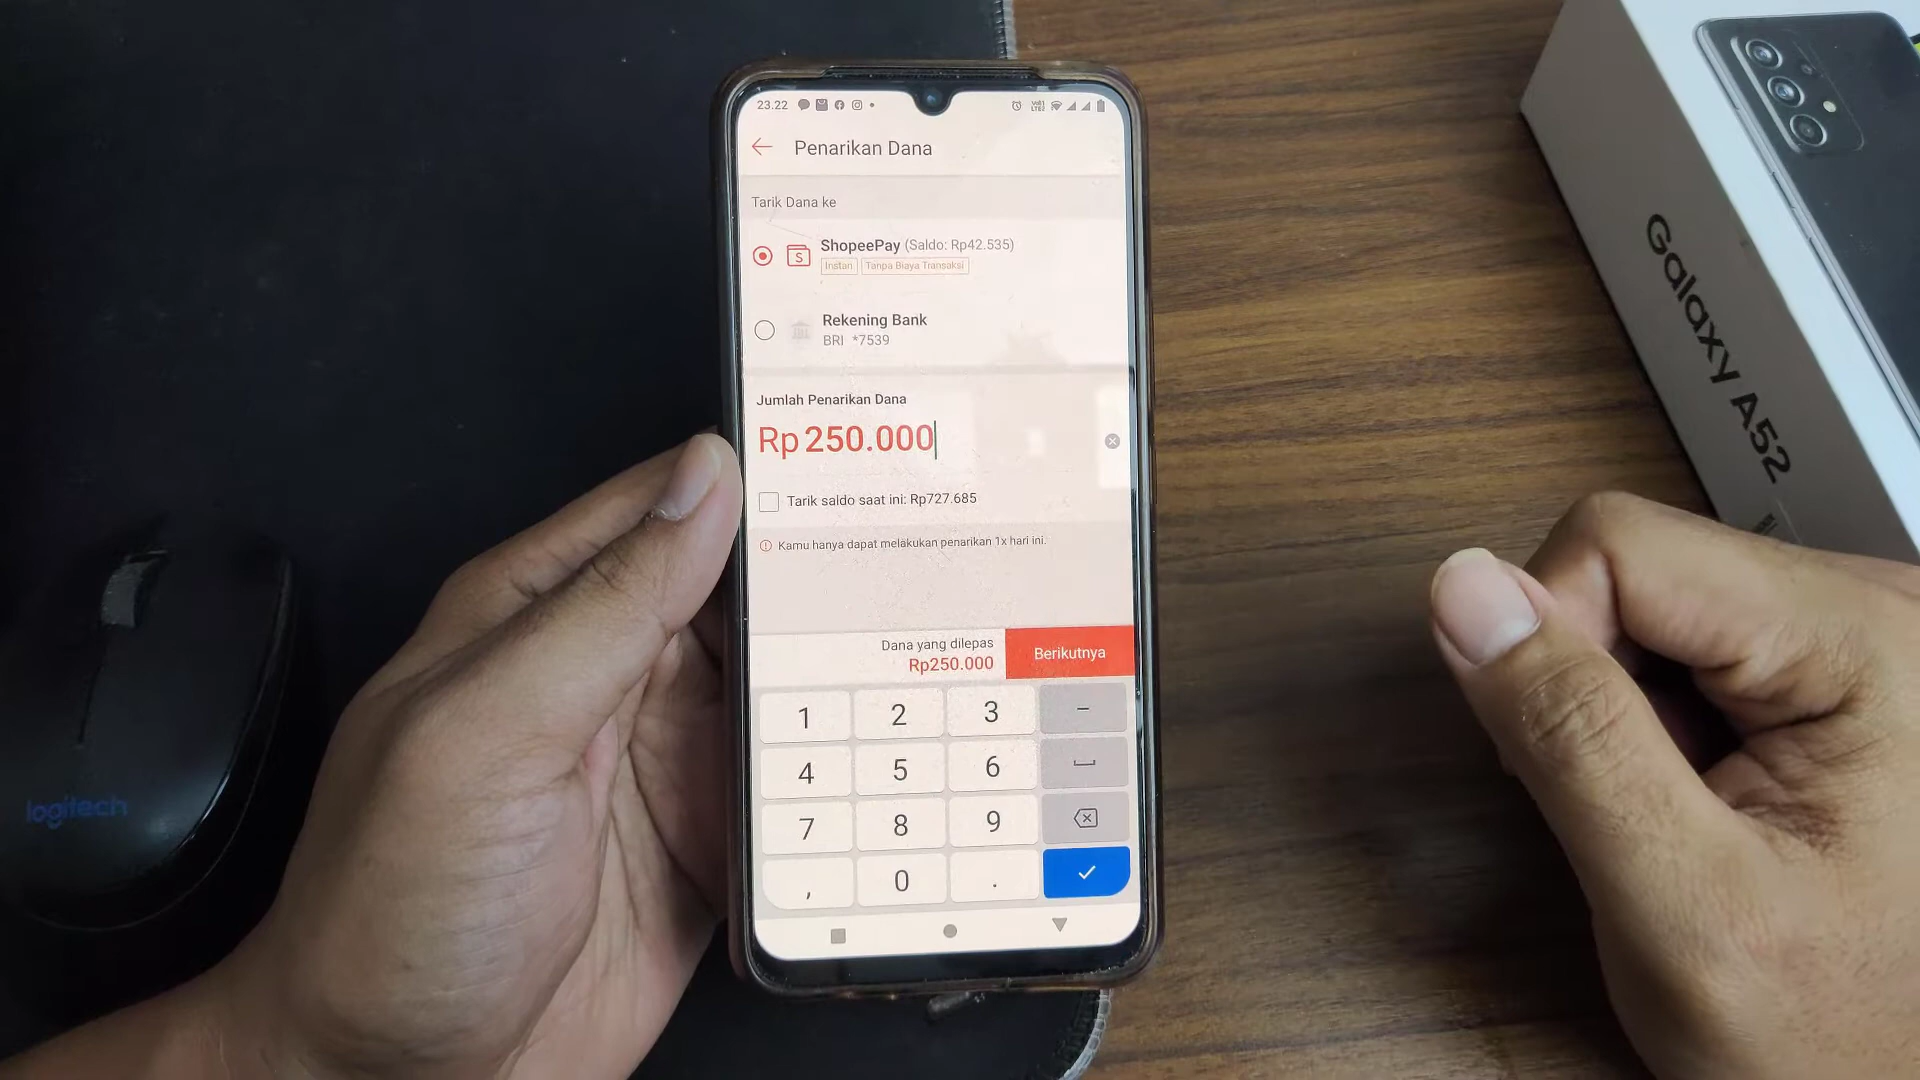 23.22
Penarikan Dana
Tarik Dana ke
ShopeePay (Saldo: Rp42.535)
Instan Tanpa Biaya Transaksi
Rekening Bank
BRI *7539
Jumlah Penarikan Dana
Rp 250.000
Tarik saldo saat ini: Rp727.685
Kamu hanya dapat melakukan penarikan 1x hari ini.
Dana yang dilepas
Rp250.000
Berikutnya
1 2 3 -
4 5 6
7 8 9
, 0 .
Galaxy A52
logitech